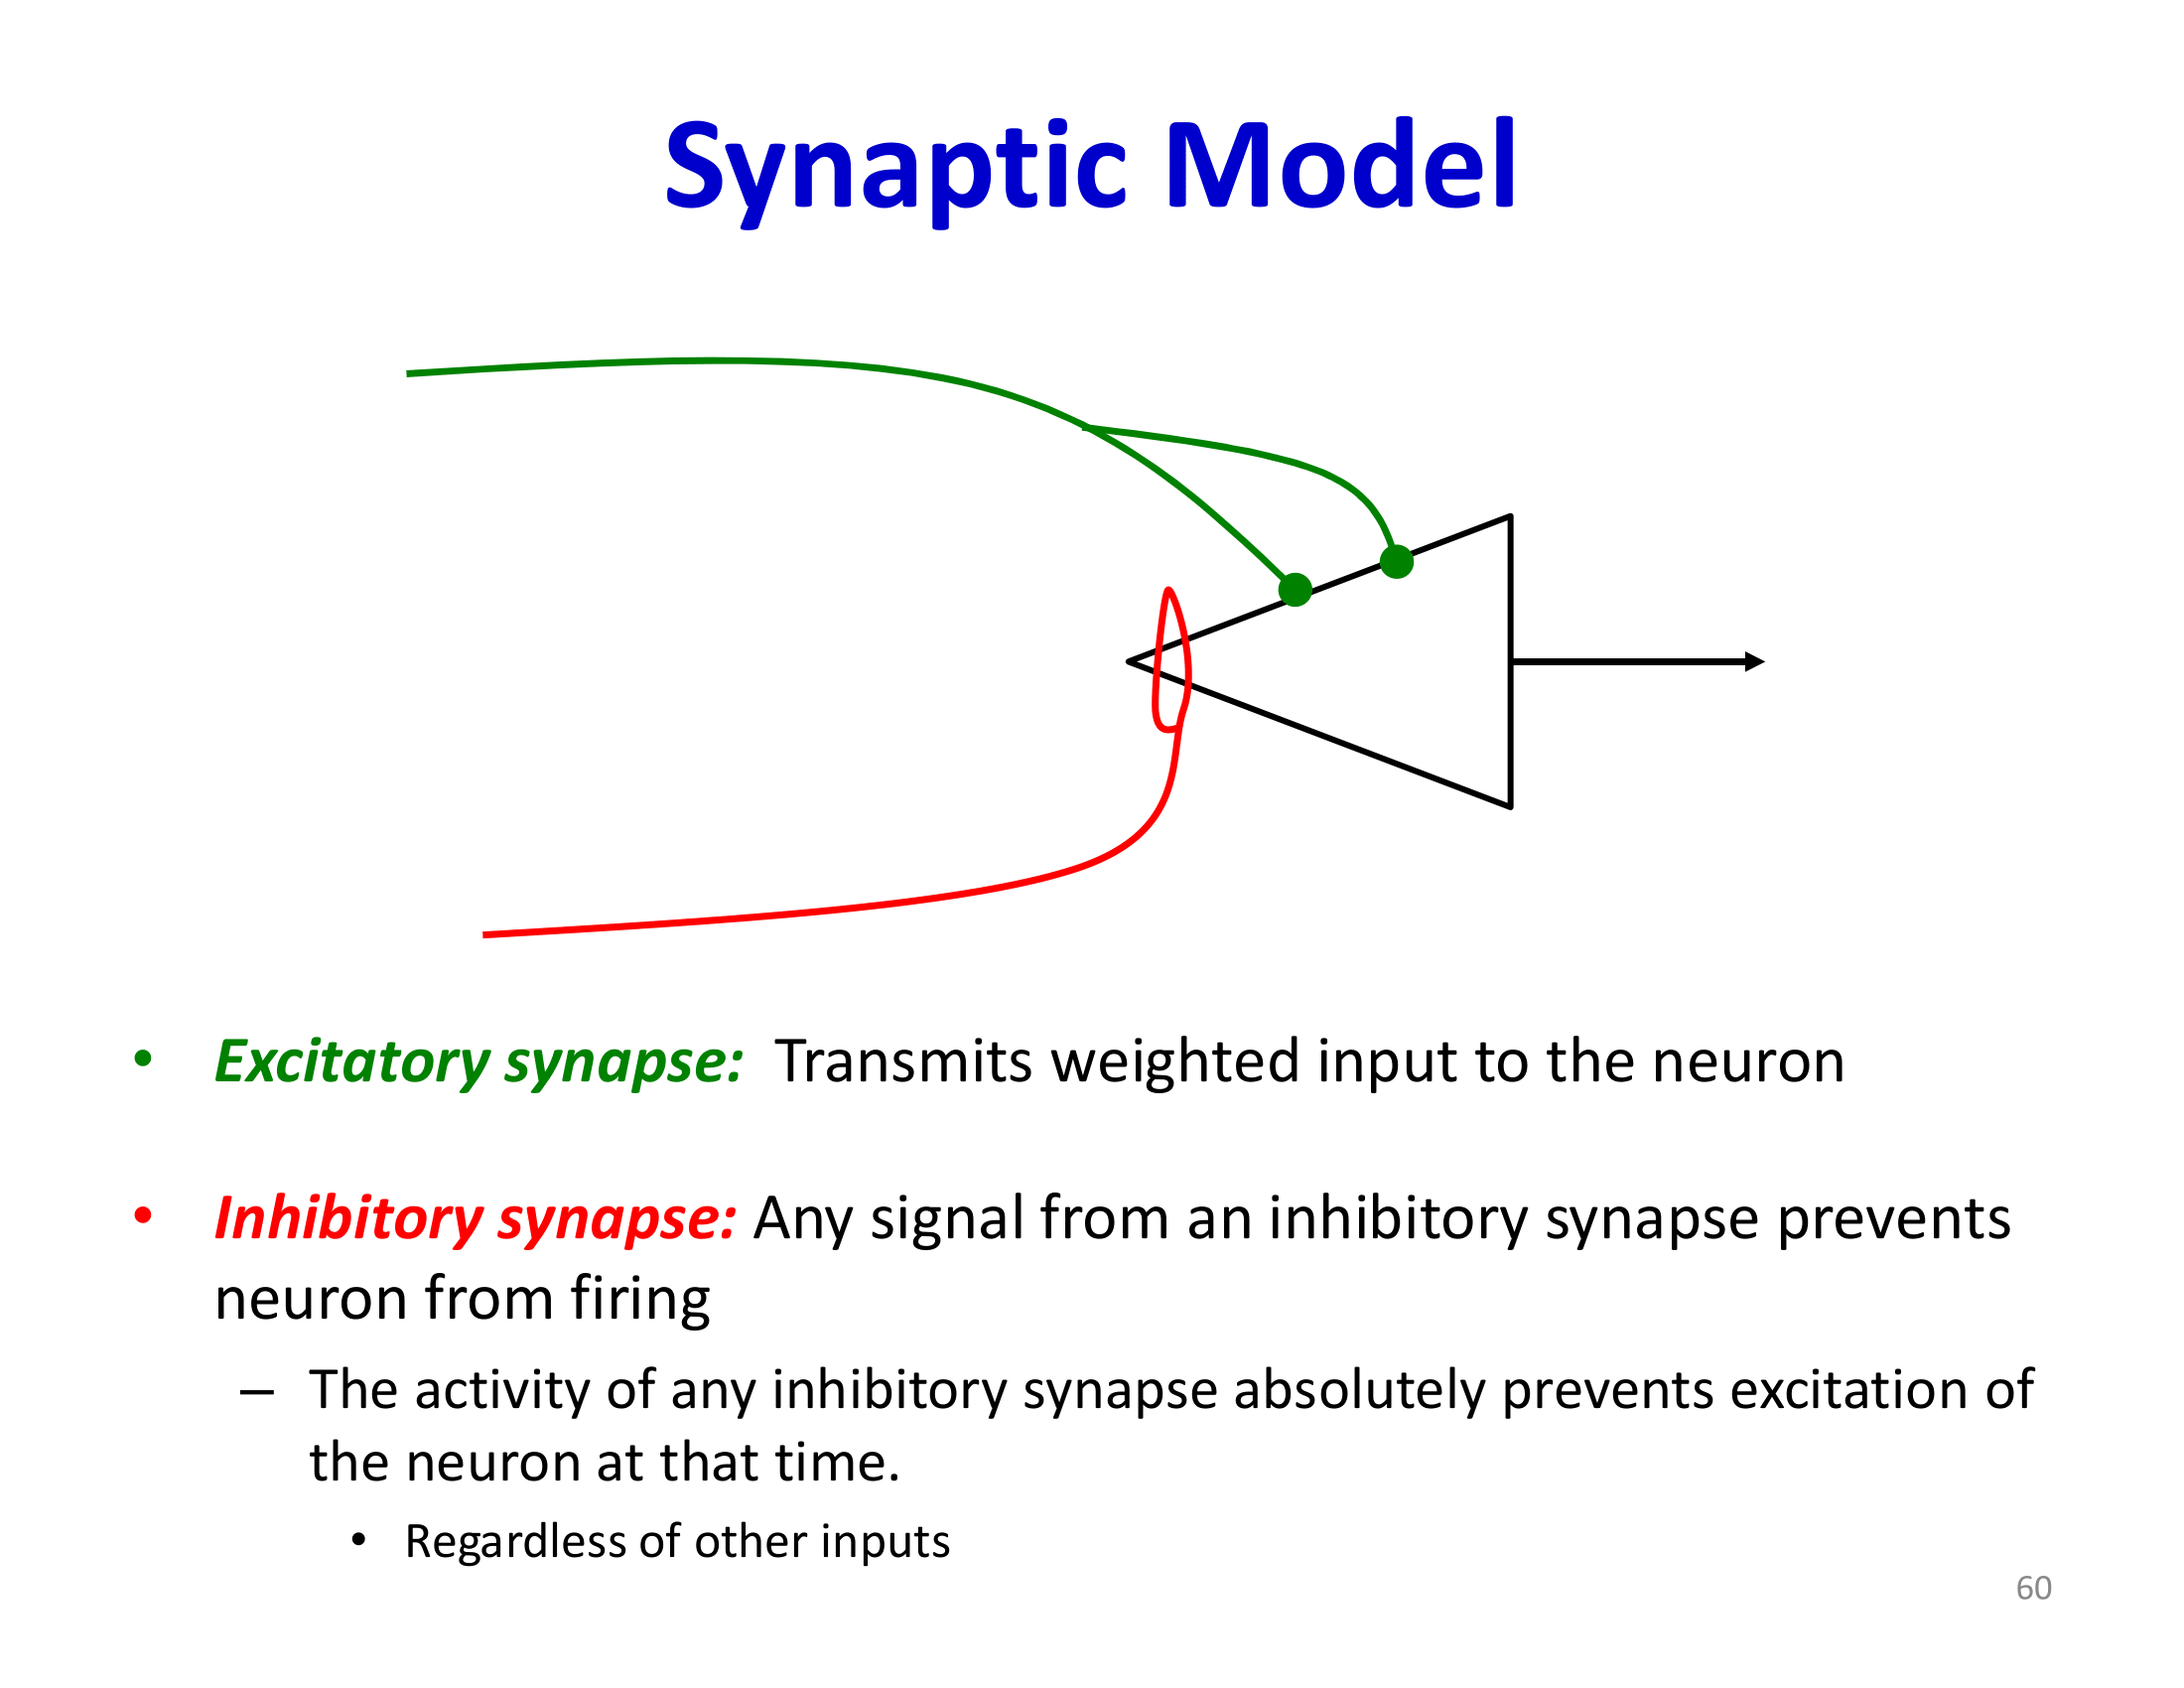 Synaptic Model
• Excitatory synapse: Transmits weighted input to the neuron
• Inhibitory synapse: Any signal from an inhibitory synapse prevents
neuron from firing
– The activity of any inhibitory synapse absolutely prevents excitation of
the neuron at that time.
• Regardless of other inputs
60